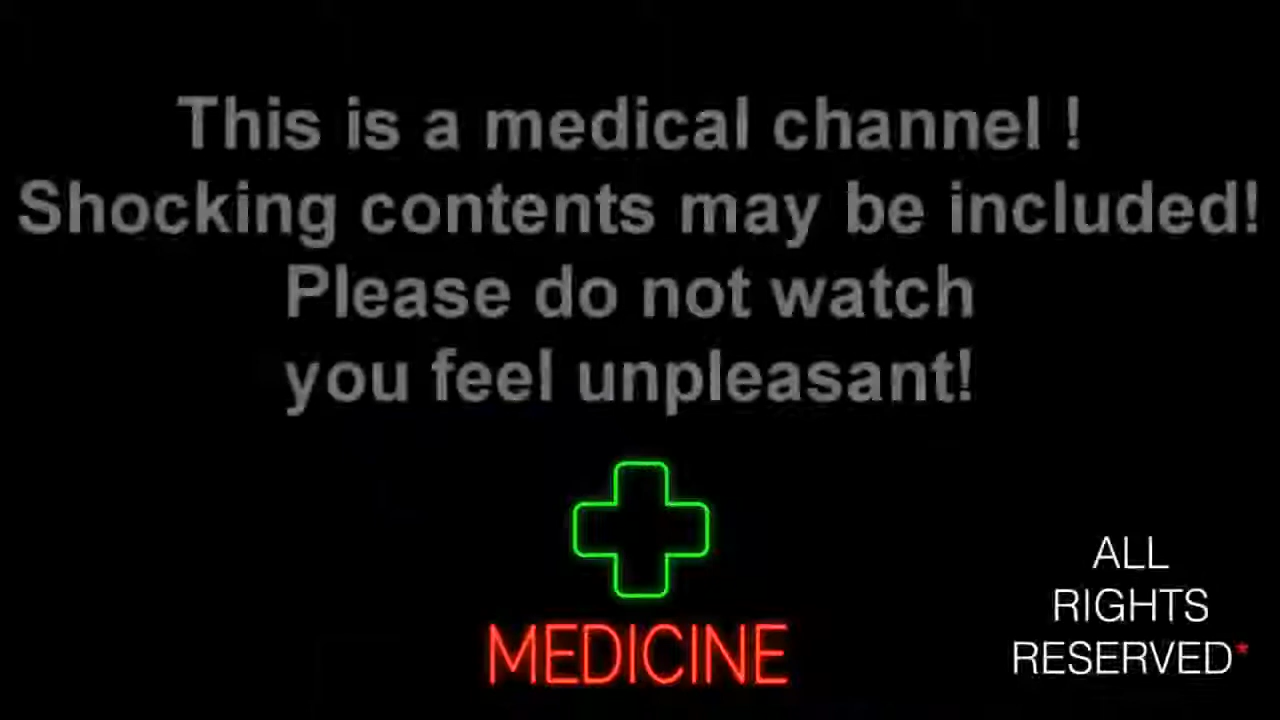 This is a medical channel !
Shocking contents may be included!
Please do not watch
you feel unpleasant!
MEDICINE
ALL
RIGHTS
RESERVED*